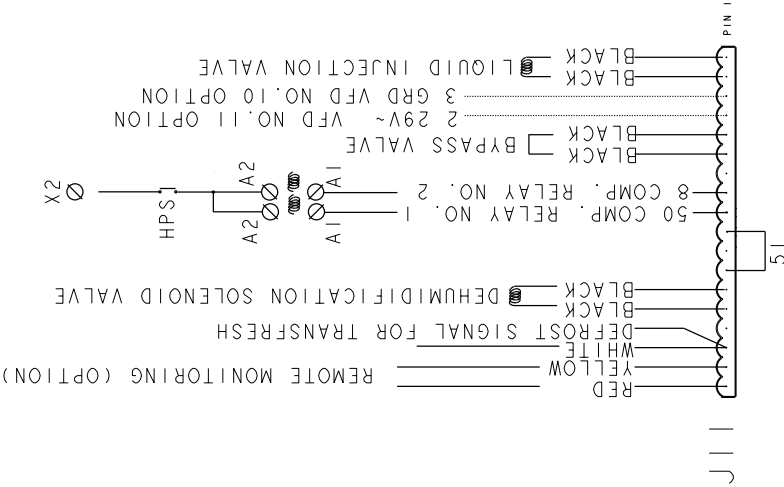 PIN 1
BLACK
LIQUID INJECTION VALVE
BLACK
3 GRD VFD NO.10 OPTION
2 29V~ VFD NO.11 OPTION
BLACK
BYPASS VALVE
BLACK
8 COMP. RELAY NO. 2
A1
A2
X2
HPS
50 COMP. RELAY NO. 1
A1
A2
51
BLACK
DEHUMIDIFICATION SOLENOID VALVE
BLACK
DEFROST SIGNAL FOR TRANSFRESH
WHITE
YELLOW
REMOTE MONITORING (OPTION)
RED
J11